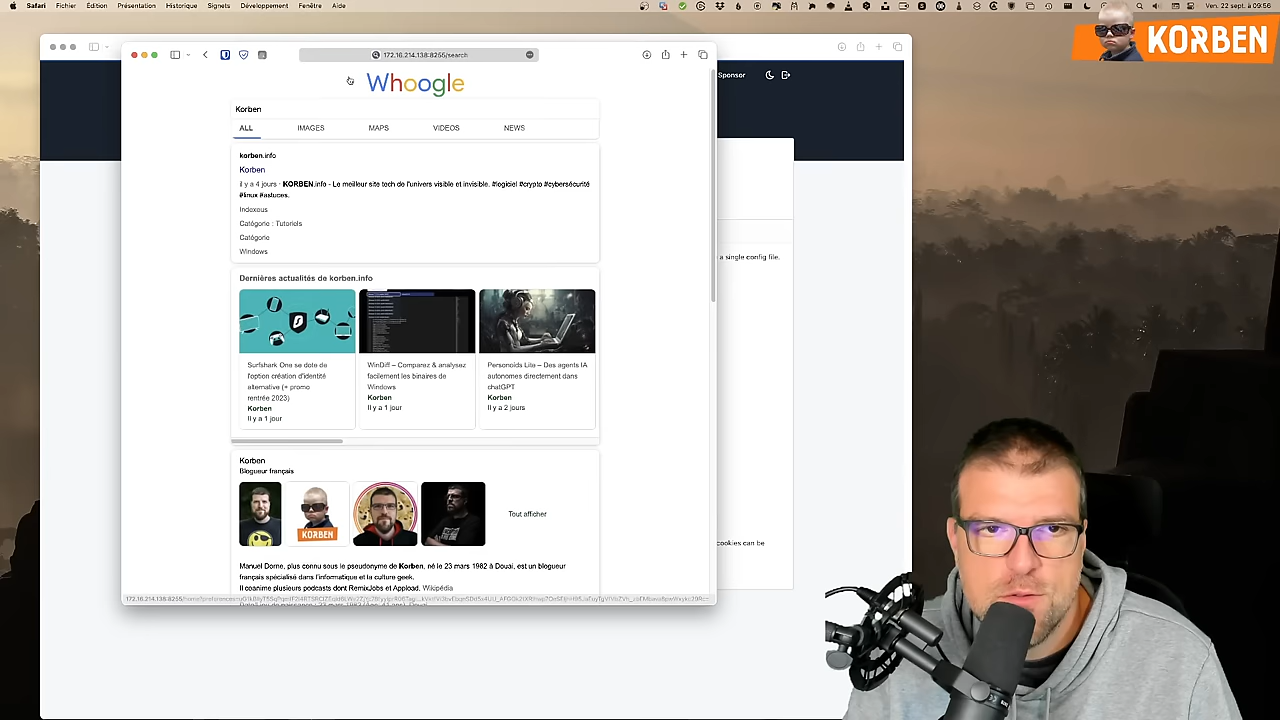 Safari Fichier Édition Présentation Historique Signets Développement Fenêtre Aide
Ven. 22 sept. à 09:56
KORBEN
172.16.214.138:8255/search
Sponsor
Whoogle
Korben
ALL IMAGES MAPS VIDEOS NEWS
korben.info
Korben
il y a 4 jours · KORBEN.info - Le meilleur site tech de l'univers visible et invisible. #logiciel #crypto #cybersécurité
#linux #astuces.
Indexous
Catégorie : Tutoriels
Catégorie
Windows
a single config file.
Dernières actualités de korben.info
Surfshark One se dote de
l'option création d'identité
alternative (+ promo
rentrée 2023)
Korben
Il y a 1 jour
WinDiff – Comparez & analysez
facilement les binaires de
Windows
Korben
Il y a 1 jour
Personoids Lite – Des agents IA
autonomes directement dans
chatGPT
Korben
Il y a 2 jours
Korben
Blogueur français
KORBEN
Tout afficher
cookies can be
Manuel Dorne, plus connu sous le pseudonyme de Korben, né le 23 mars 1982 à Douai, est un blogueur
français spécialisé dans l'informatique et la culture geek.
Il coanime plusieurs podcasts dont RemixJobs et Appload. Wikipédia